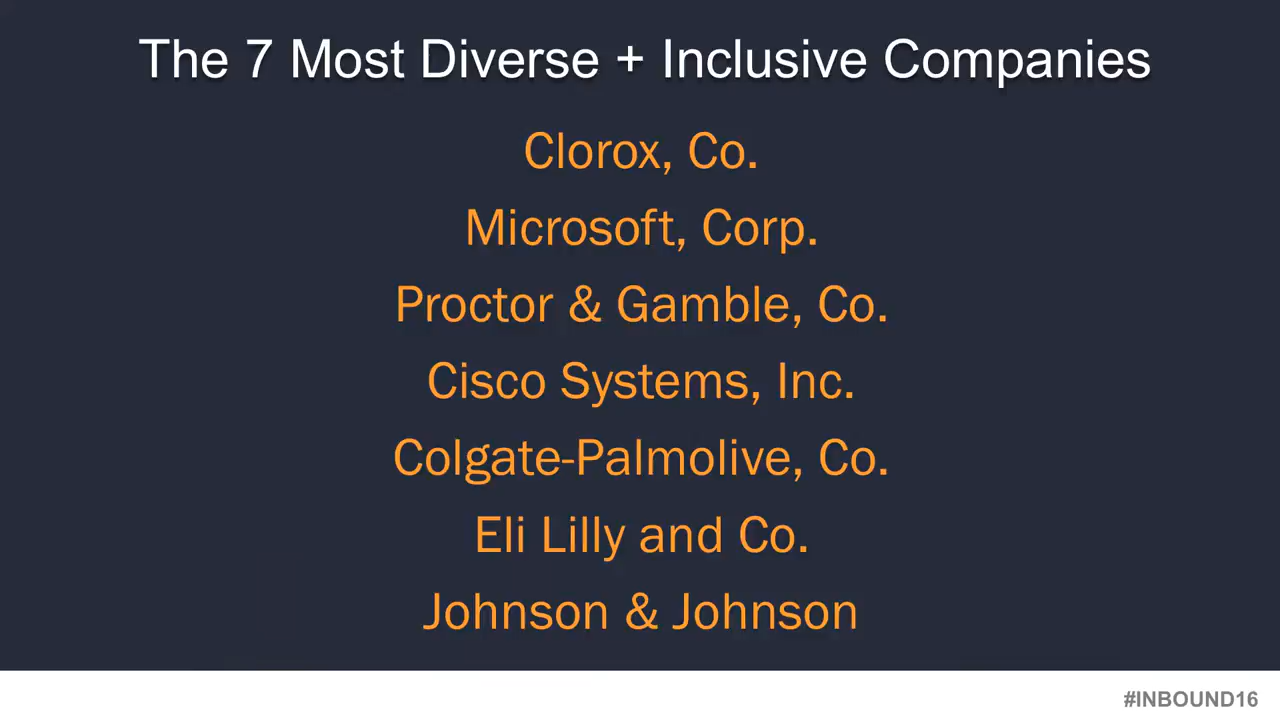 The 7 Most Diverse + Inclusive Companies
Clorox, Co.
Microsoft, Corp.
Proctor & Gamble, Co.
Cisco Systems, Inc.
Colgate-Palmolive, Co.
Eli Lilly and Co.
Johnson & Johnson
#INBOUND16